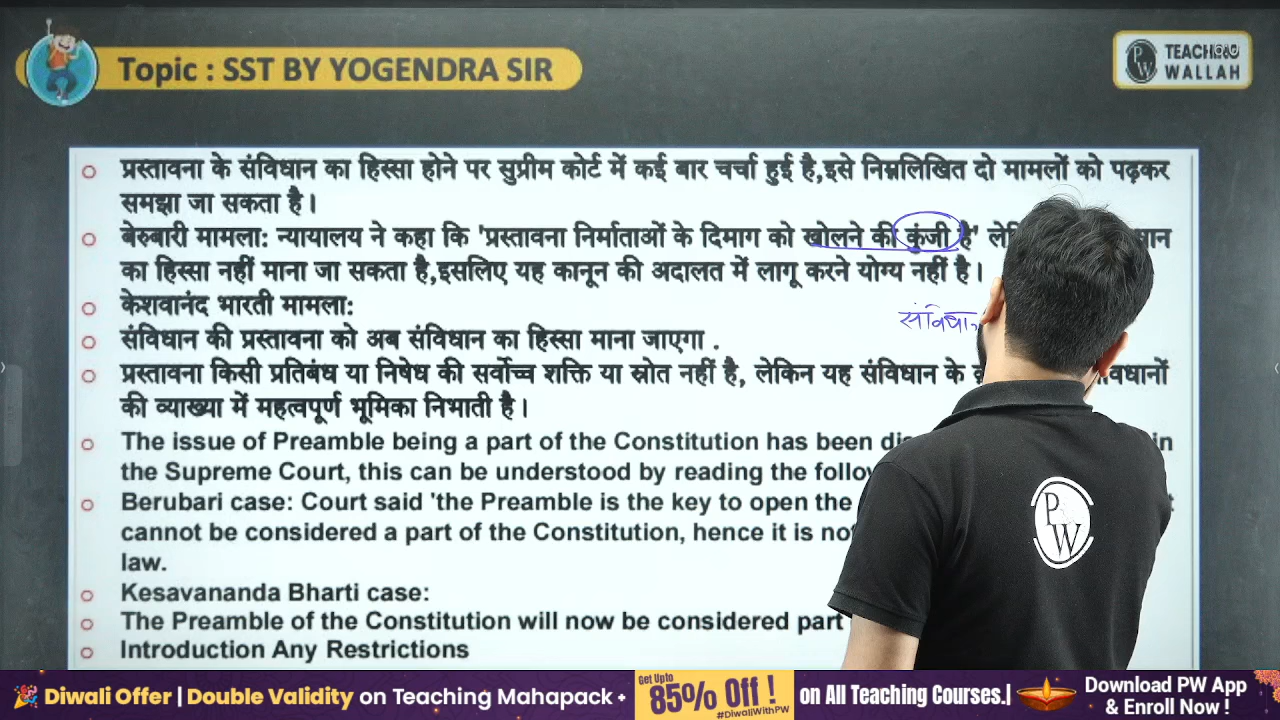 Topic : SST BY YOGENDRA SIR
TEACHING
WALLAH
प्रस्तावना के संविधान का हिस्सा होने पर सुप्रीम कोर्ट में कई बार चर्चा हुई है,इसे निम्नलिखित दो मामलों को पढ़कर
समझा जा सकता है।
बेरुबारी मामला: न्यायालय ने कहा कि 'प्रस्तावना निर्माताओं के दिमाग को खोलने की कुंजी है'
का हिस्सा नहीं माना जा सकता है,इसलिए यह कानून की अदालत में लागू करने योग्य नहीं है।
केशवानंद भारती मामला:
संविधान की प्रस्तावना को अब संविधान का हिस्सा माना जाएगा .
प्रस्तावना किसी प्रतिबंध या निषेध की सर्वोच्च शक्ति या स्रोत नहीं है, लेकिन यह संविधान के
की व्याख्या में महत्वपूर्ण भूमिका निभाती है।
The issue of Preamble being a part of the Constitution has been in
the Supreme Court, this can be understood by reading the
Berubari case: Court said 'the Preamble is the key to open the
cannot be considered a part of the Constitution, hence it is
law.
Kesavananda Bharti case:
The Preamble of the Constitution will now be considered part
Introduction Any Restrictions
PW
Diwali Offer | Double Validity on Teaching Mahapack +
Get Upto
85% Off !
#DiwaliWithPW
on All Teaching Courses.|
Download PW App
& Enroll Now !